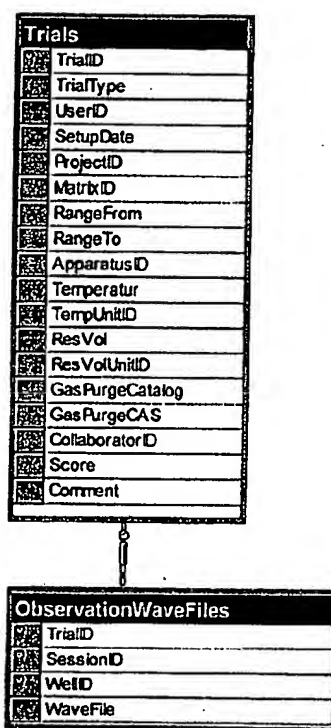 Trials
TrialID
TrialType
UserID
SetupDate
ProjectID
MatrixID
RangeFrom
RangeTo
ApparatusID
Temperatur
TempUnitID
ResVol
ResVolUnitID
GasPurgeCatalog
GasPurgeCAS
CollaboratorID
Score
Comment
ObservationWaveFiles
TrialID
SessionID
WellID
WaveFile